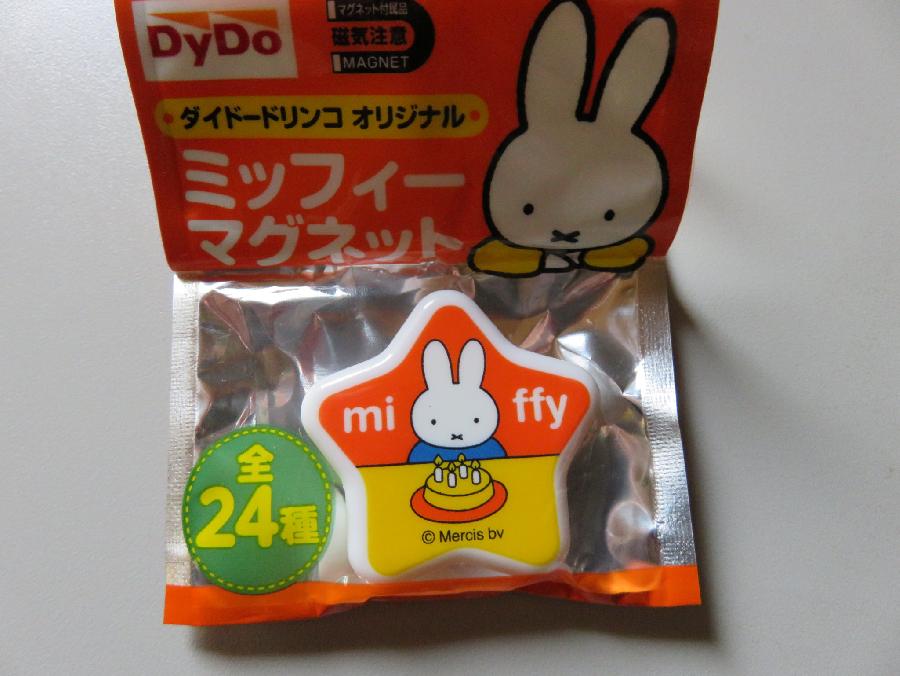 DyDo
マグネット付属品
磁気注意
MAGNET
ダイドードリンコ オリジナル
ミッフィー
マグネット
mi ffy
全
24種
© Mercis bv